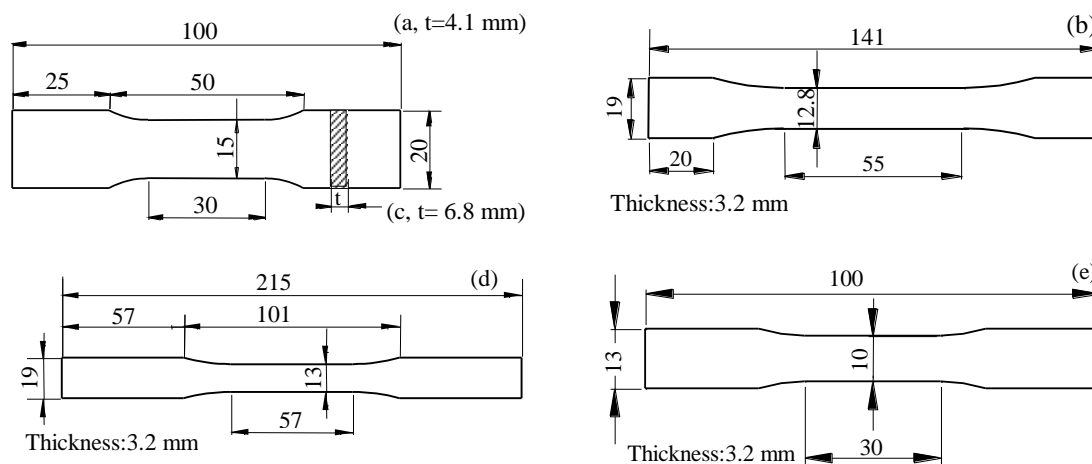 (a, t=4.1 mm)
100
25
50
15
20
30
t
(c, t= 6.8 mm)
(b)
141
19
12.8
20
55
Thickness:3.2 mm
(d)
215
57
101
19
13
57
Thickness:3.2 mm
(e)
100
13
10
30
Thickness:3.2 mm